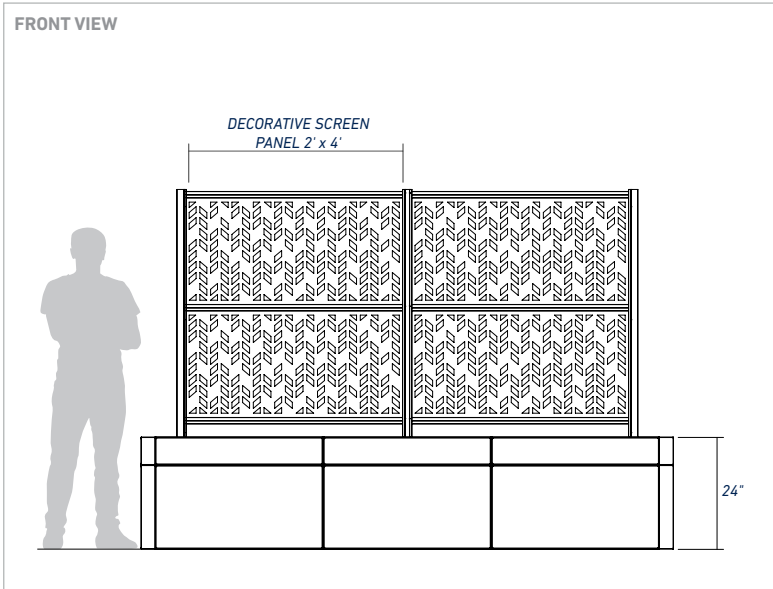 FRONT VIEW
DECORATIVE SCREEN
PANEL 2' x 4'
24"